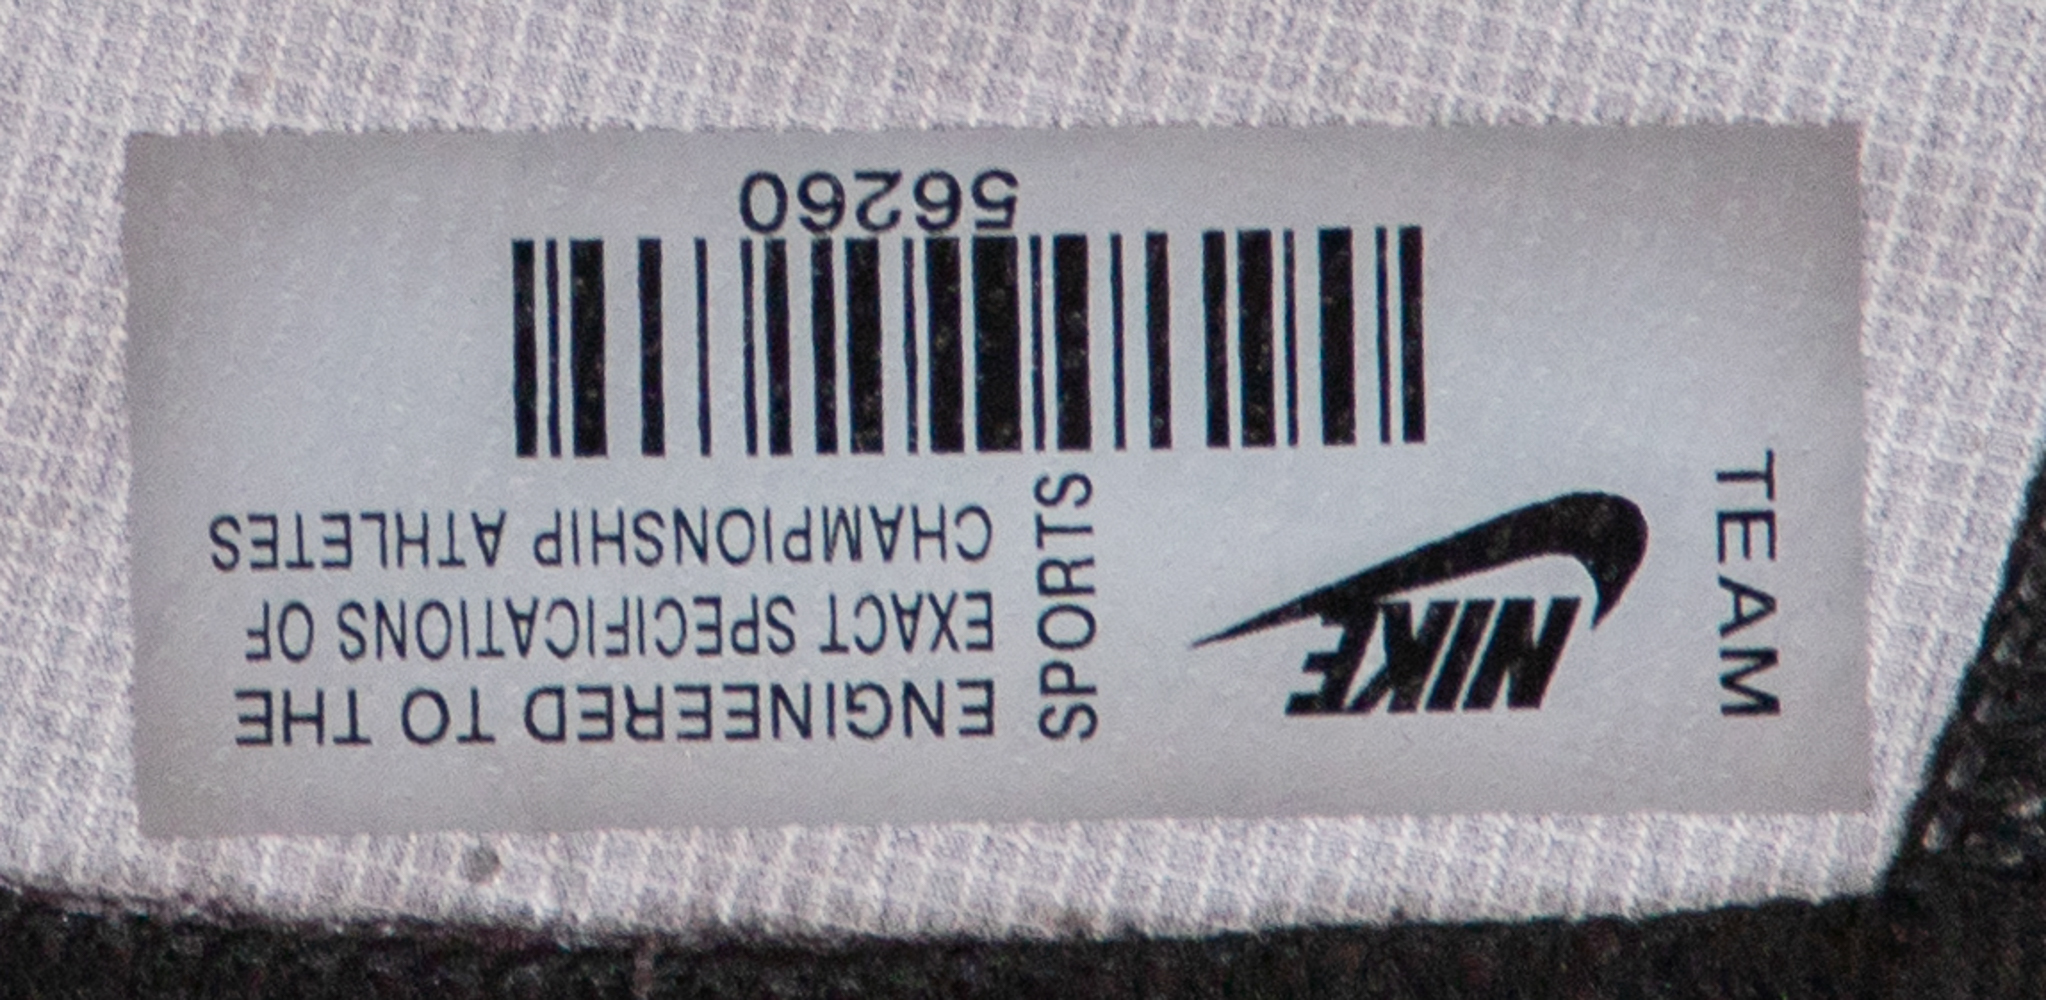 TEAM
NIKE
SPORTS
ENGINEERED TO THE
EXACT SPECIFICATIONS OF
CHAMPIONSHIP ATHLETES
56260